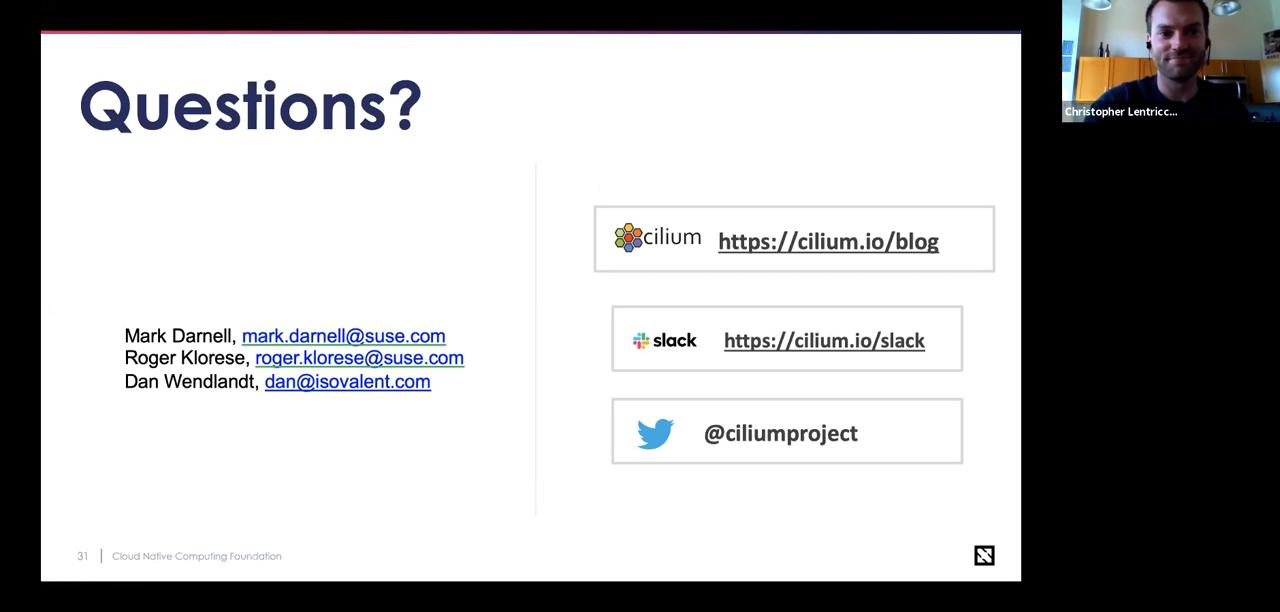 Questions?
Mark Darnell, mark.darnell@suse.com
Roger Klorese, roger.klorese@suse.com
Dan Wendlandt, dan@isovalent.com
cilium https://cilium.io/blog
slack https://cilium.io/slack
@ciliumproject
31 | Cloud Native Computing Foundation
Christopher Lentricc...